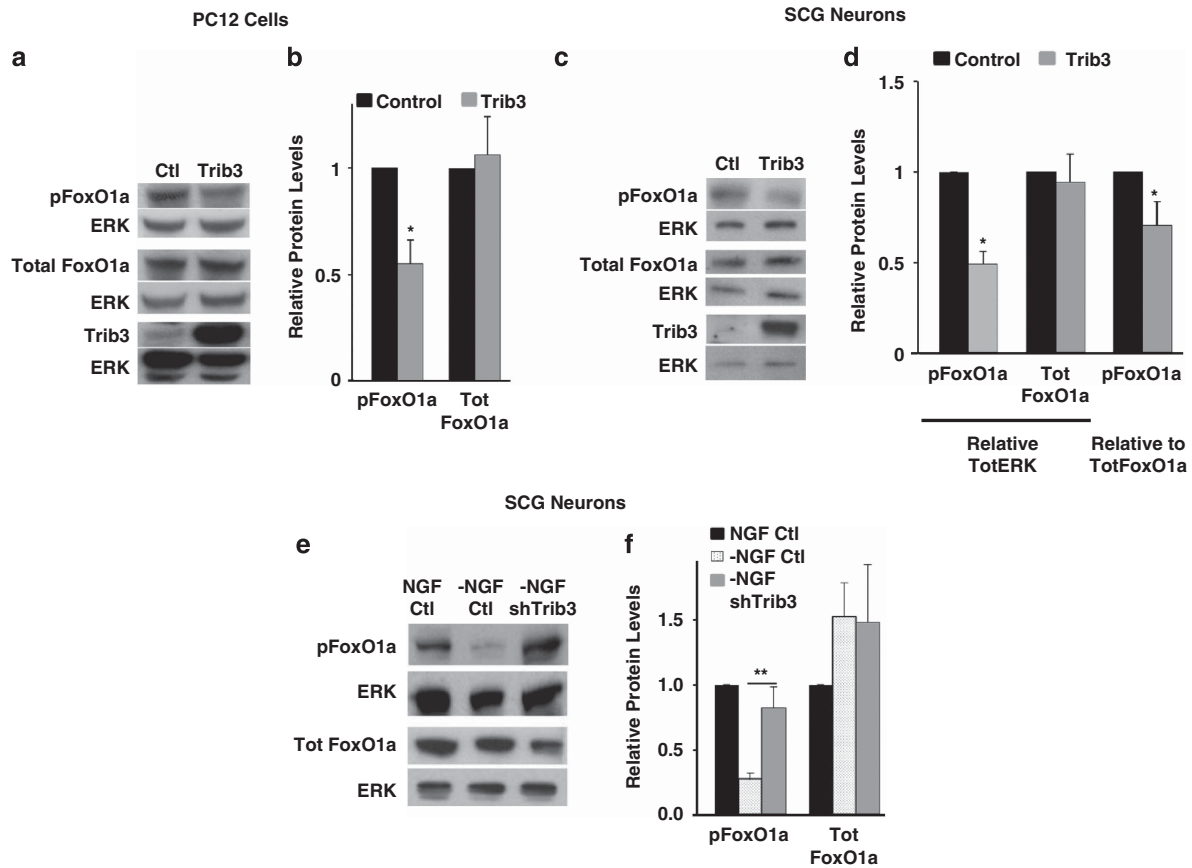 PC12 Cells
SCG Neurons
a
b
c
d
Control Trib3
Relative Protein Levels
1
0.5
0
*
pFoxO1a Tot
FoxO1a
Ctl Trib3
pFoxO1a
ERK
Total FoxO1a
ERK
Trib3
ERK
Ctl Trib3
pFoxO1a
ERK
Total FoxO1a
ERK
Trib3
ERK
Control Trib3
Relative Protein Levels
1.5
1
0.5
0
*
*
pFoxO1a Tot pFoxO1a
FoxO1a
Relative Relative to
TotERK TotFoxO1a
SCG Neurons
e
f
NGF -NGF -NGF
Ctl Ctl shTrib3
pFoxO1a
ERK
Tot FoxO1a
ERK
NGF Ctl
-NGF Ctl
-NGF
shTrib3
Relative Protein Levels
1.5
1.0
0.5
0.0
**
pFoxO1a Tot
FoxO1a